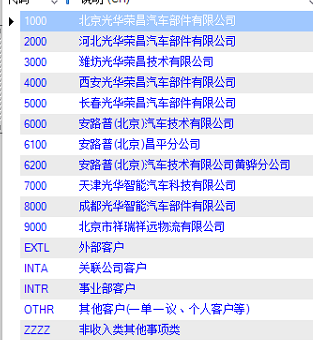 代码 说明 (CH)
1000 北京光华荣昌汽车部件有限公司
2000 河北光华荣昌汽车部件有限公司
3000 潍坊光华荣昌技术有限公司
4000 西安光华荣昌汽车部件有限公司
5000 长春光华荣昌汽车部件有限公司
6000 安路普(北京)汽车技术有限公司
6100 安路普(北京)昌平分公司
6200 安路普(北京)汽车技术有限公司黄骅分公司
7000 天津光华智能汽车科技有限公司
8000 成都光华智能汽车部件有限公司
9000 北京市祥瑞祥远物流有限公司
EXTL 外部客户
INTA 关联公司客户
INTR 事业部客户
OTHR 其他客户(一单一议、个人客户等)
ZZZZ 非收入类其他事项类